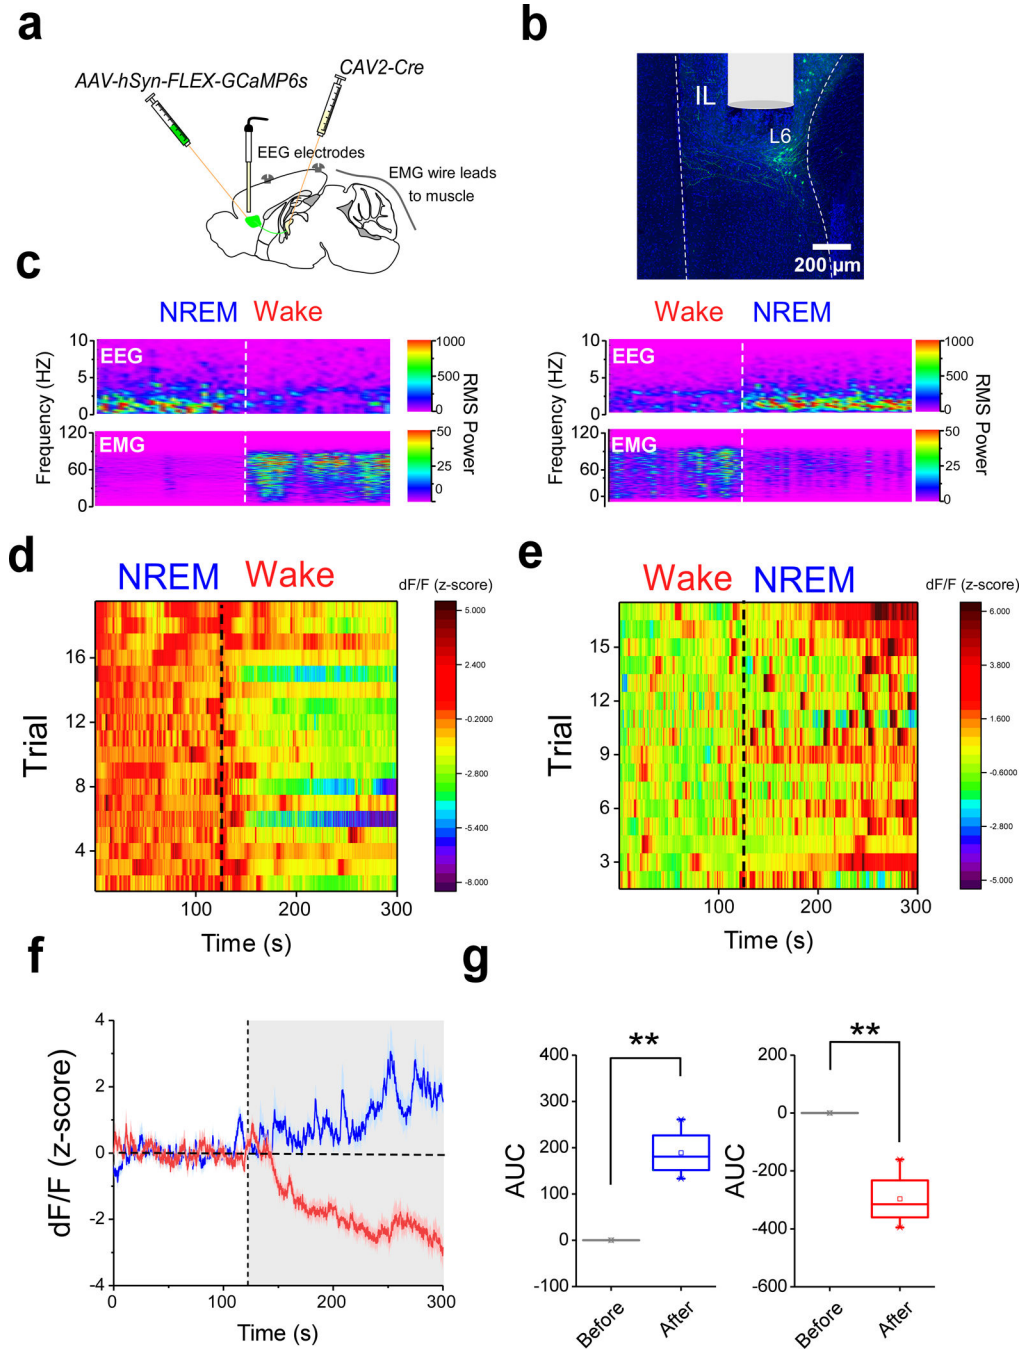 a
AAV-hSyn-FLEX-GCaMP6s
CAV2-Cre
EEG electrodes
EMG wire leads
to muscle
b
IL
L6
200 µm
c
NREM Wake
EEG
10
5
0
Frequency (HZ)
1000
500
0
RMS Power
EMG
120
60
0
50
25
0
Wake NREM
EEG
10
5
0
Frequency (HZ)
1000
500
0
RMS Power
EMG
120
60
0
50
25
0
d
NREM Wake
dF/F (z-score)
5.000
2.400
-0.2000
-2.800
-5.400
-8.000
16
12
8
4
Trial
100 200 300
Time (s)
e
Wake NREM
dF/F (z-score)
6.000
3.800
1.600
-0.6000
-2.800
-5.000
15
12
9
6
3
Trial
100 200 300
Time (s)
f
4
2
0
-2
-4
dF/F (z-score)
0 100 200 300
Time (s)
g
**
400
300
200
100
0
-100
AUC
Before After
**
200
0
-200
-400
-600
AUC
Before After